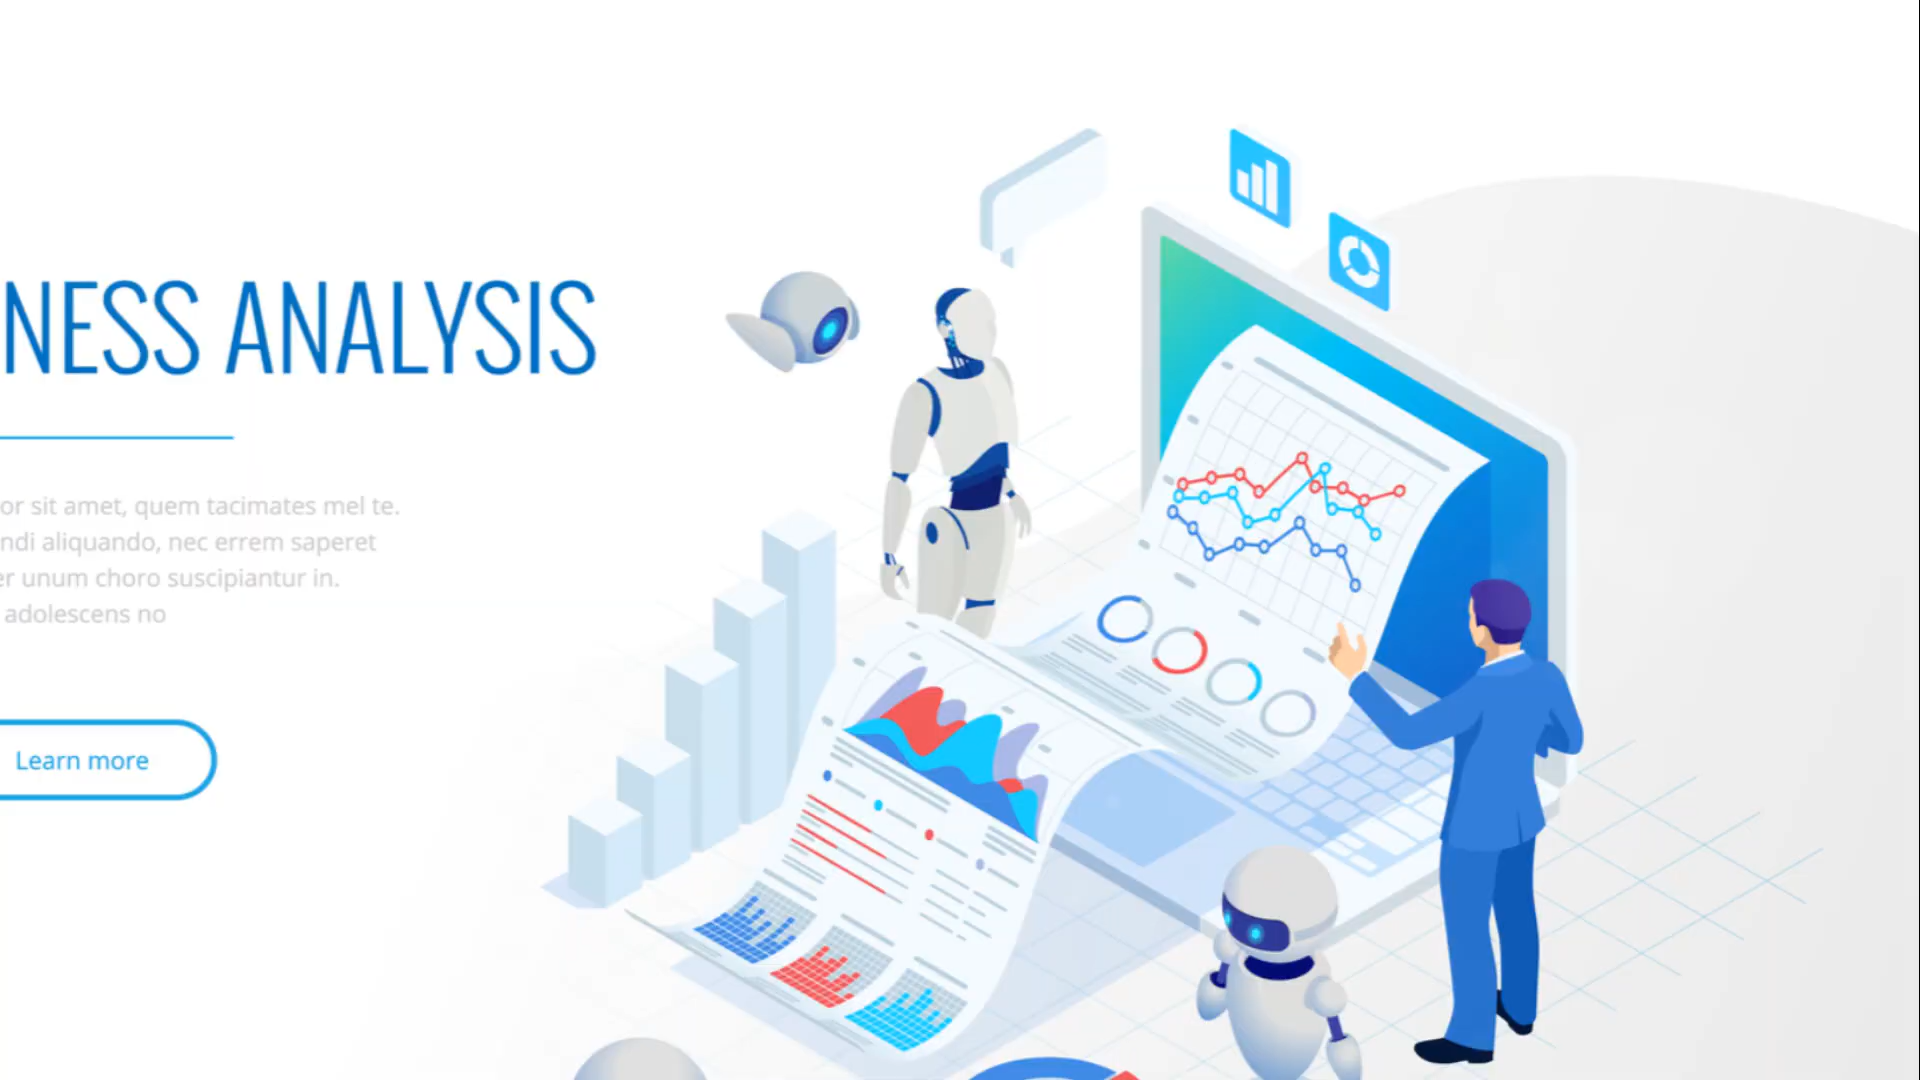 NESS ANALYSIS
or sit amet, quem tacimates mel te.
ndi aliquando, nec errem saperet
er unum choro suscipiantur in.
adolescens no
Learn more